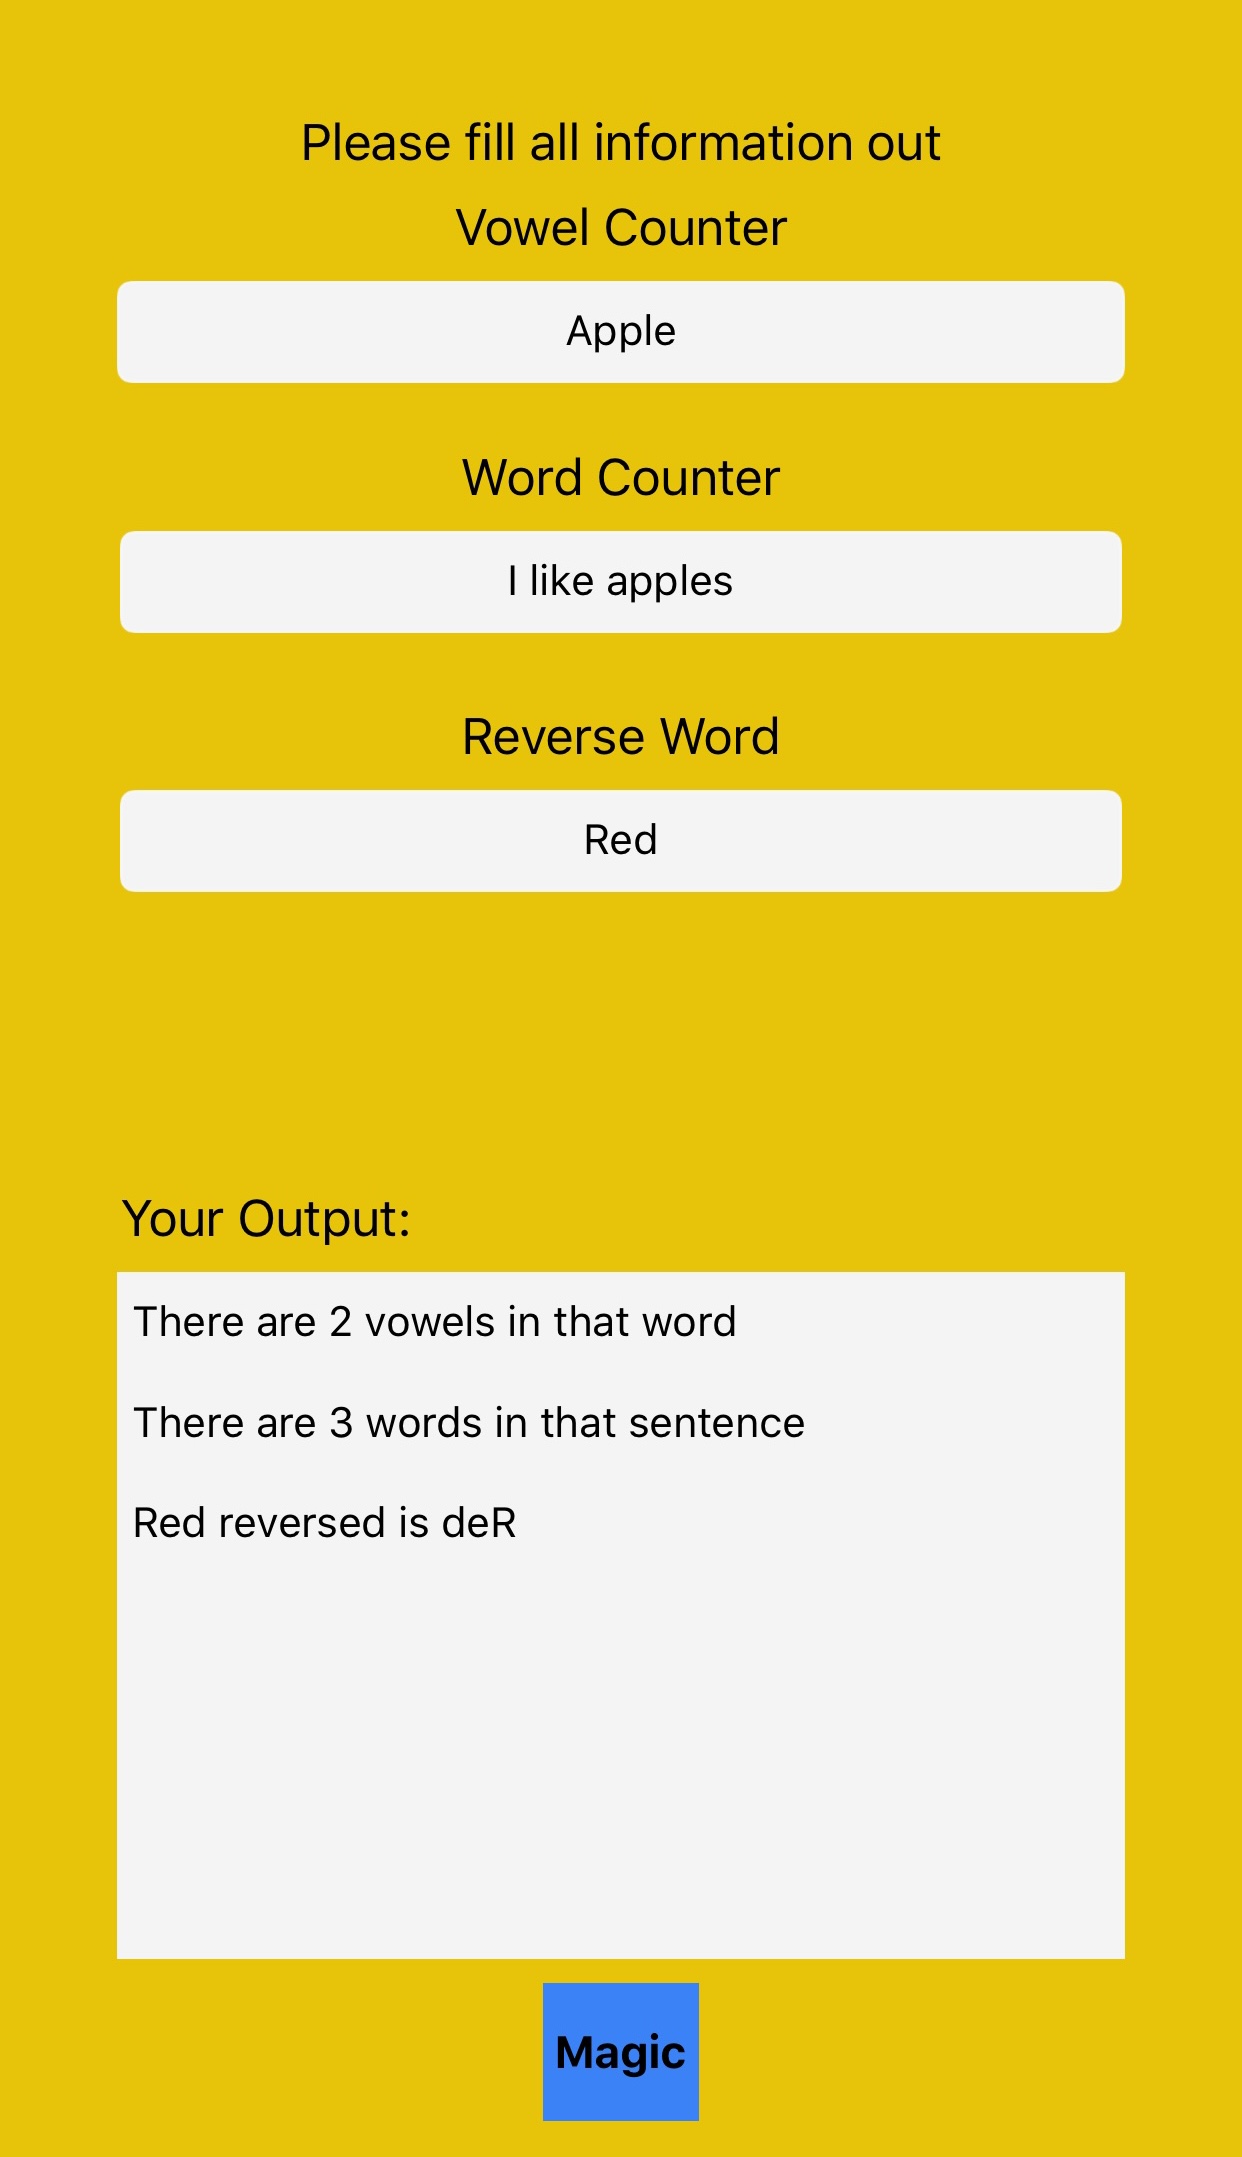 Please fill all information out
Vowel Counter
Apple
Word Counter
I like apples
Reverse Word
Red
Your Output:
There are 2 vowels in that word
There are 3 words in that sentence
Red reversed is deR
Magic